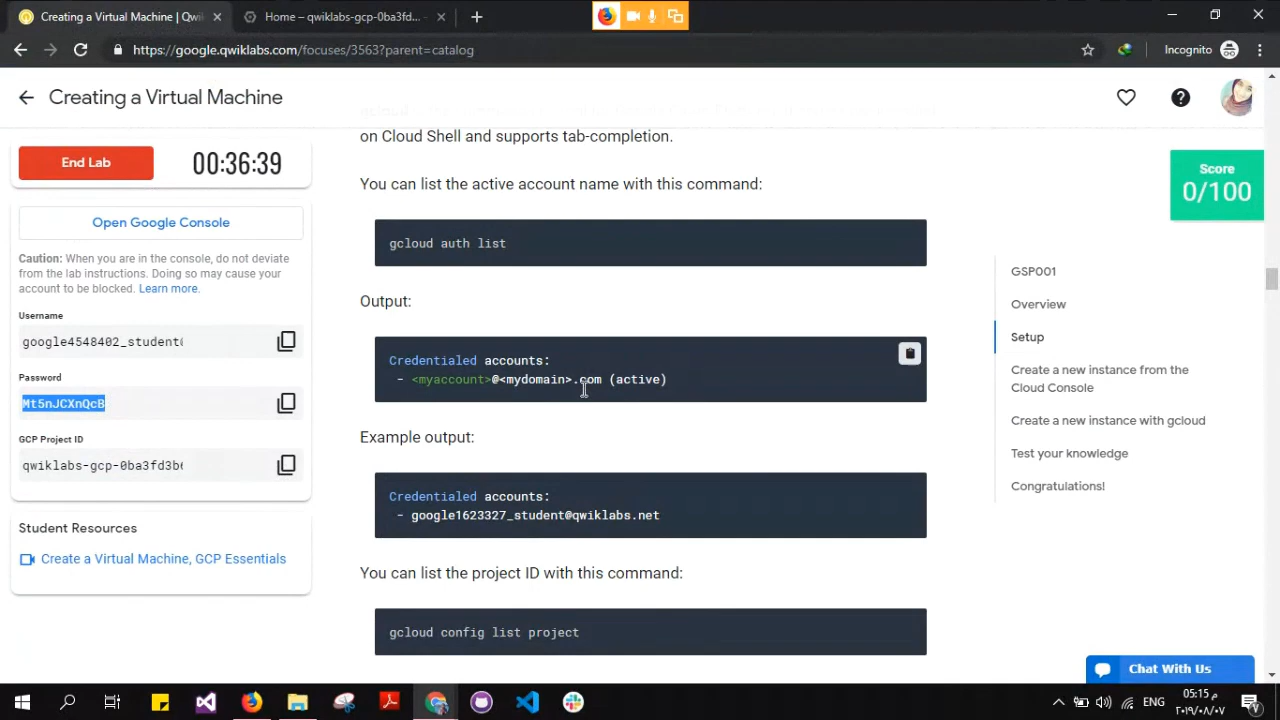 Creating a Virtual Machine | Qwi
Home – qwiklabs-gcp-0ba3fd...
https://google.qwiklabs.com/focuses/3563?parent=catalog
Incognito
Creating a Virtual Machine
End Lab
00:36:39
Open Google Console
Caution: When you are in the console, do not deviate
from the lab instructions. Doing so may cause your
account to be blocked. Learn more.
Username
google4548402_student
Password
Mt5nJCXnQcB
GCP Project ID
qwiklabs-gcp-0ba3fd3b
Student Resources
Create a Virtual Machine, GCP Essentials
on Cloud Shell and supports tab-completion.
You can list the active account name with this command:
gcloud auth list
Output:
Credentialed accounts:
- <myaccount>@<mydomain>.com (active)
Example output:
Credentialed accounts:
- google1623327_student@qwiklabs.net
You can list the project ID with this command:
gcloud config list project
Score
0/100
GSP001
Overview
Setup
Create a new instance from the
Cloud Console
Create a new instance with gcloud
Test your knowledge
Congratulations!
Chat With Us
ENG
05:15 م
٢٠١٩/٠٨/٠٧